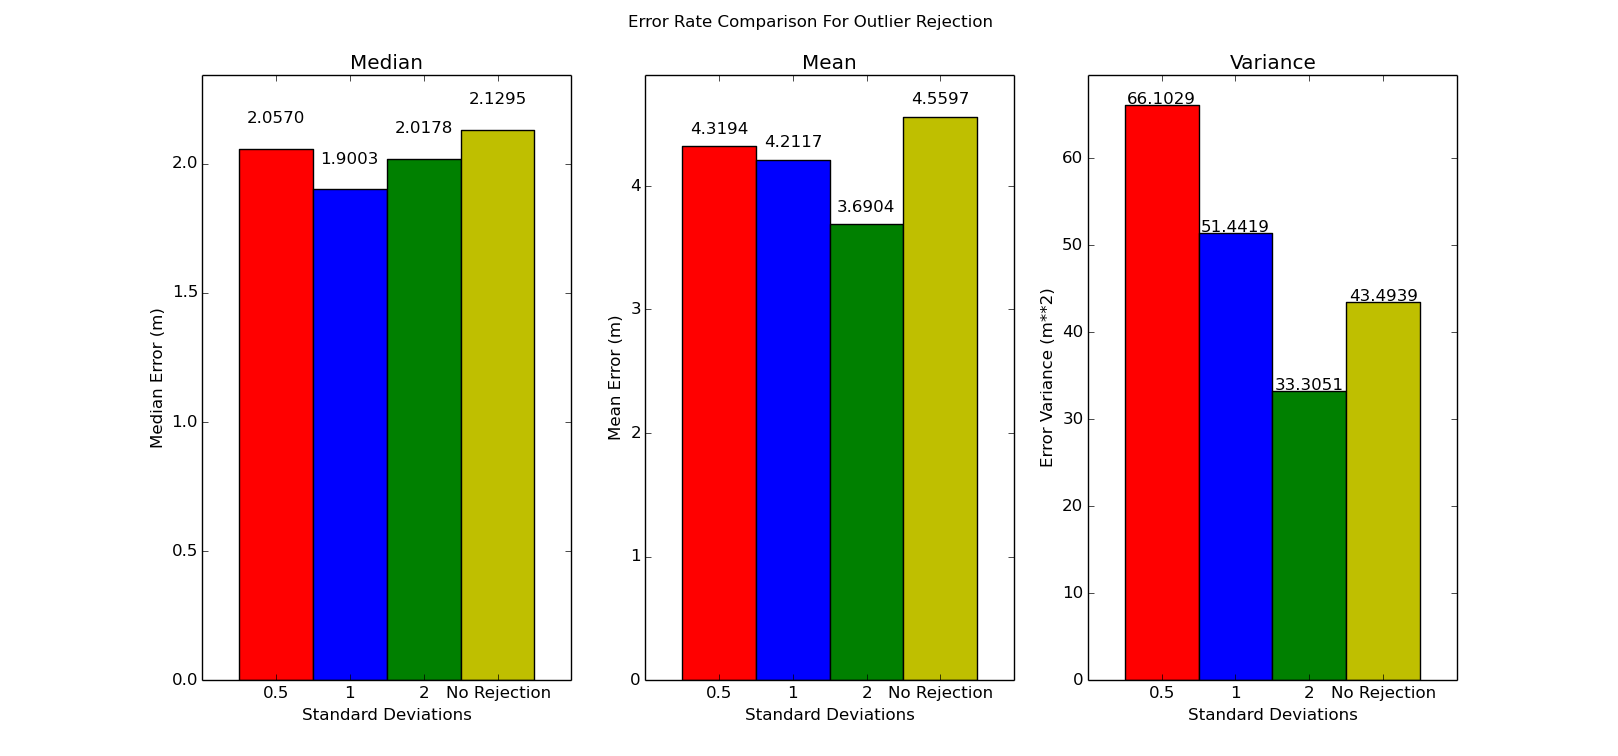 Error Rate Comparison For Outlier Rejection
Median
2.0570
1.9003
2.0178
2.1295
2.0
1.5
1.0
0.5
0.0
Median Error (m)
0.5 1 2 No Rejection
Standard Deviations
Mean
4.3194
4.2117
3.6904
4.5597
4
3
2
1
0
Mean Error (m)
0.5 1 2 No Rejection
Standard Deviations
Variance
66.1029
51.4419
33.3051
43.4939
60
50
40
30
20
10
0
Error Variance (m**2)
0.5 1 2 No Rejection
Standard Deviations